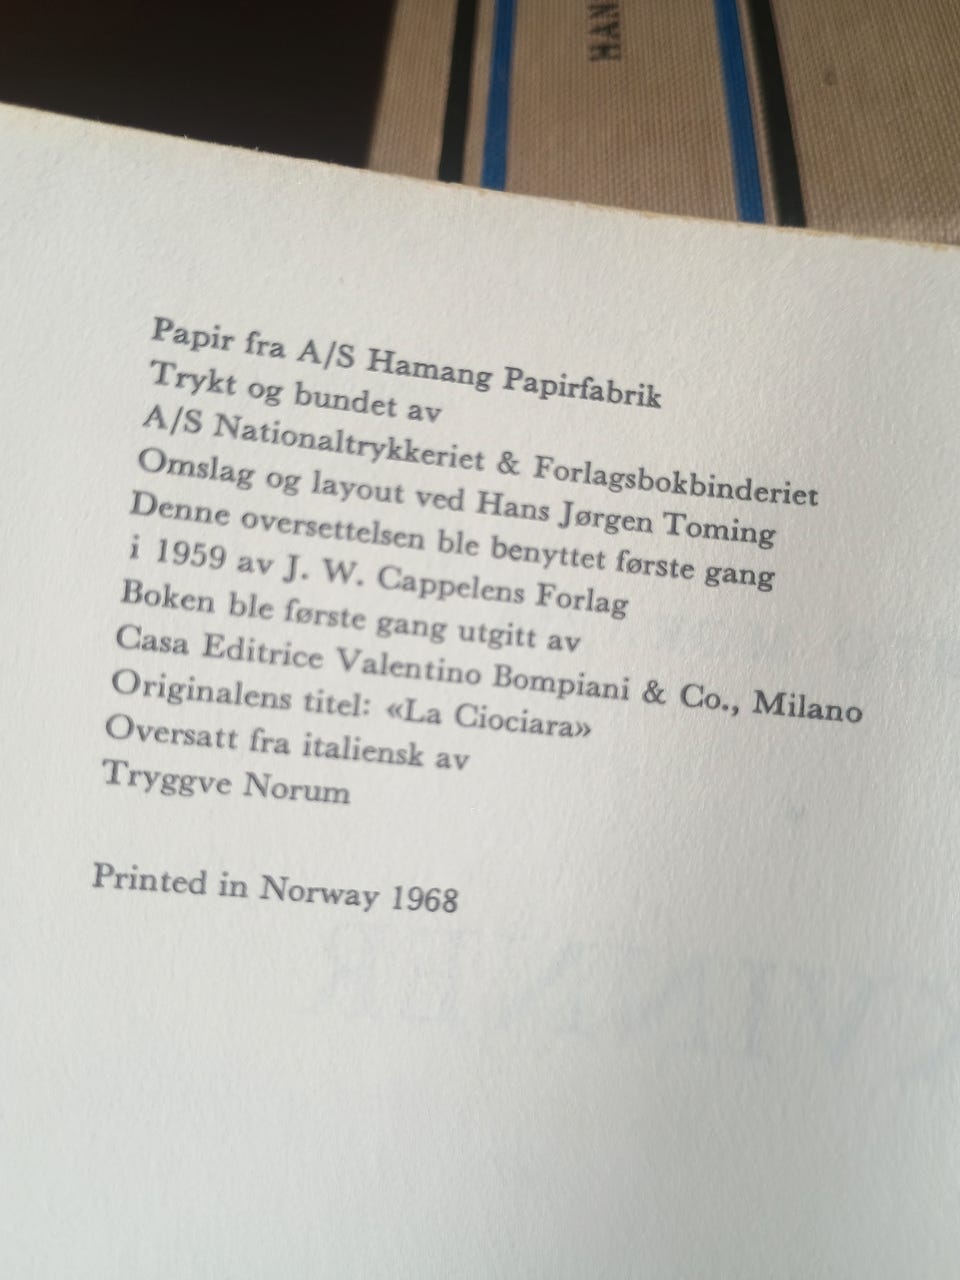 HAN
Papir fra A/S Hamang Papirfabrik
Trykt og bundet av
A/S Nationaltrykkeriet & Forlagsbokbinderiet
Omslag og layout ved Hans Jørgen Toming
Denne oversettelsen ble benyttet første gang
i 1959 av J. W. Cappelens Forlag
Boken ble første gang utgitt av
Casa Editrice Valentino Bompiani & Co., Milano
Originalens titel: «La Ciociara»
Oversatt fra italiensk av
Tryggve Norum
Printed in Norway 1968